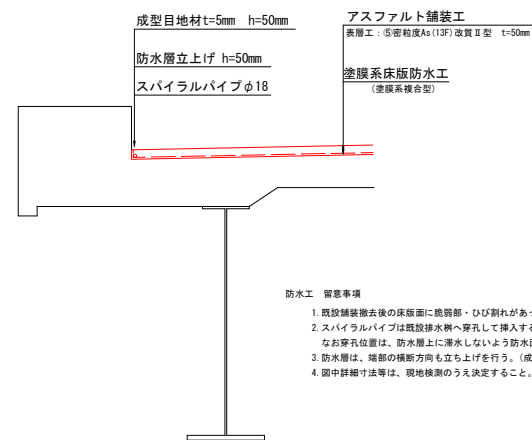 成型目地材t=5mm h=50mm
防水層立上げ h=50mm
スパイラルパイプφ18
アスファルト舗装工
表層工：⑤密粒度As(13F)改質Ⅱ型 t=50mm
塗膜系床版防水工
(塗膜系複合型)
防水工 留意事項
1. 既設舗装撤去後の床版面に脆弱部・ひび割れがあっ
2. スパイラルパイプは既設排水桝へ穿孔して挿入する
なお穿孔位置は、防水層上に滞水しないよう防水面
3. 防水層は、端部の横断方向も立ち上げを行う。(成
4. 図中詳細寸法等は、現地検測のうえ決定すること。